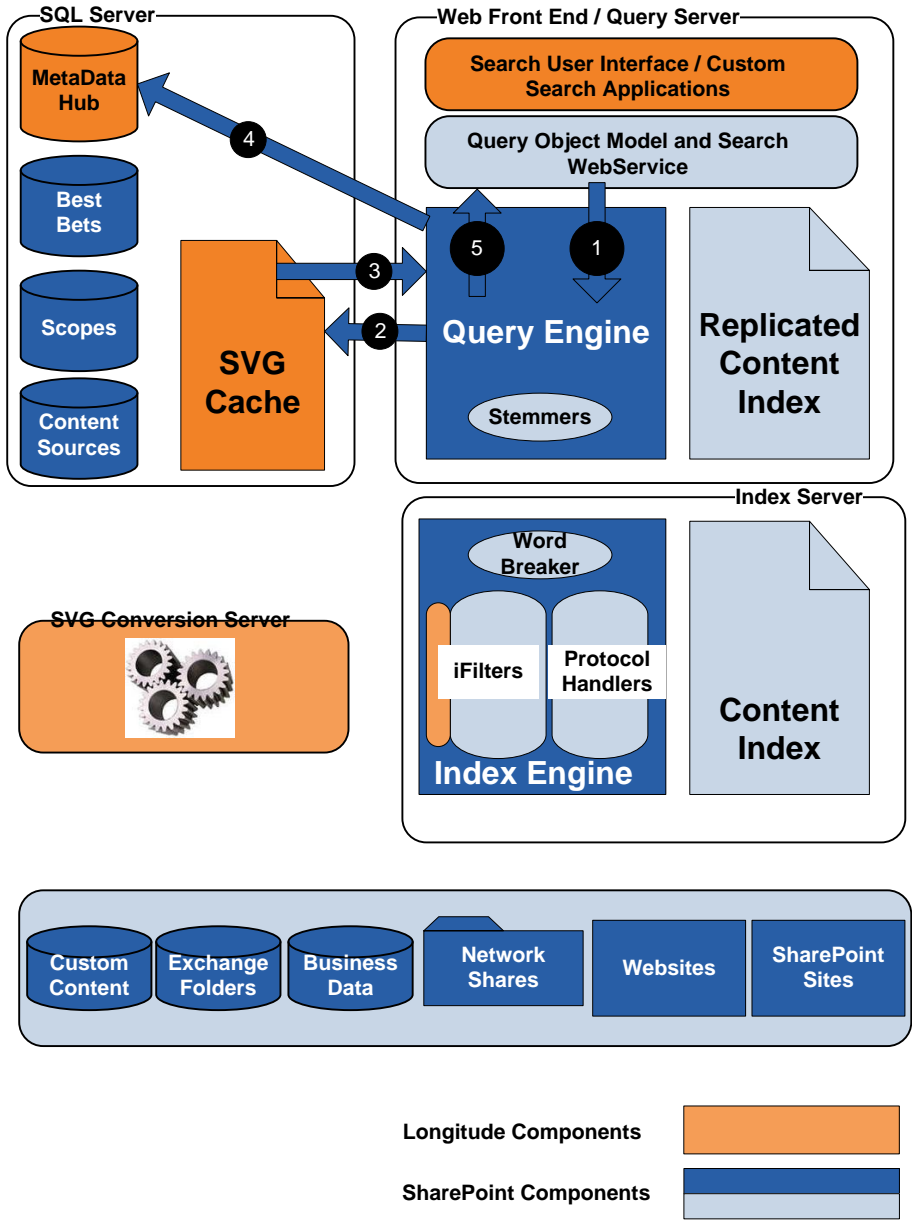 SQL Server
MetaData
Hub
Best
Bets
Scopes
Content
Sources
SVG
Cache
4
3
2
Web Front End / Query Server
Search User Interface / Custom
Search Applications
Query Object Model and Search
WebService
5
1
Query Engine
Stemmers
Replicated
Content
Index
Index Server
Word
Breaker
iFilters
Protocol
Handlers
Index Engine
Content
Index
SVG Conversion Server
Custom
Content
Exchange
Folders
Business
Data
Network
Shares
Websites
SharePoint
Sites
Longitude Components
SharePoint Components